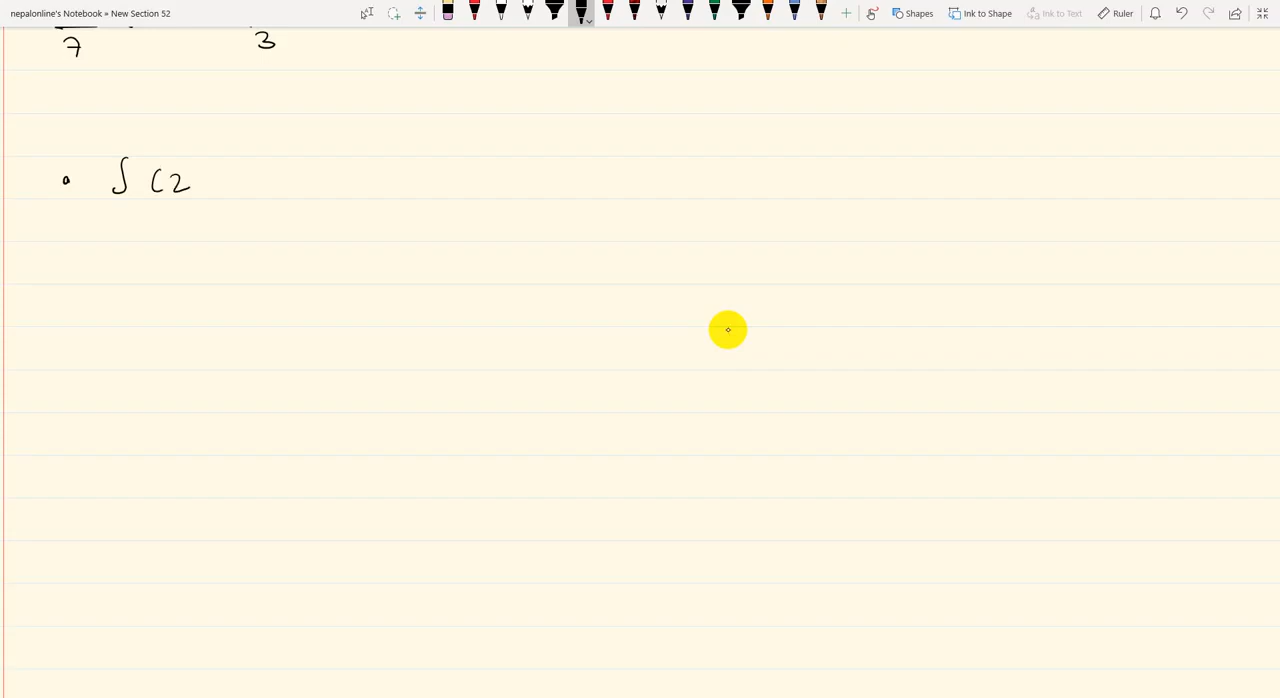 nepalonline's Notebook » New Section 52
Shapes Ink to Shape Ink to Text Ruler
7 3
• ∫ (2